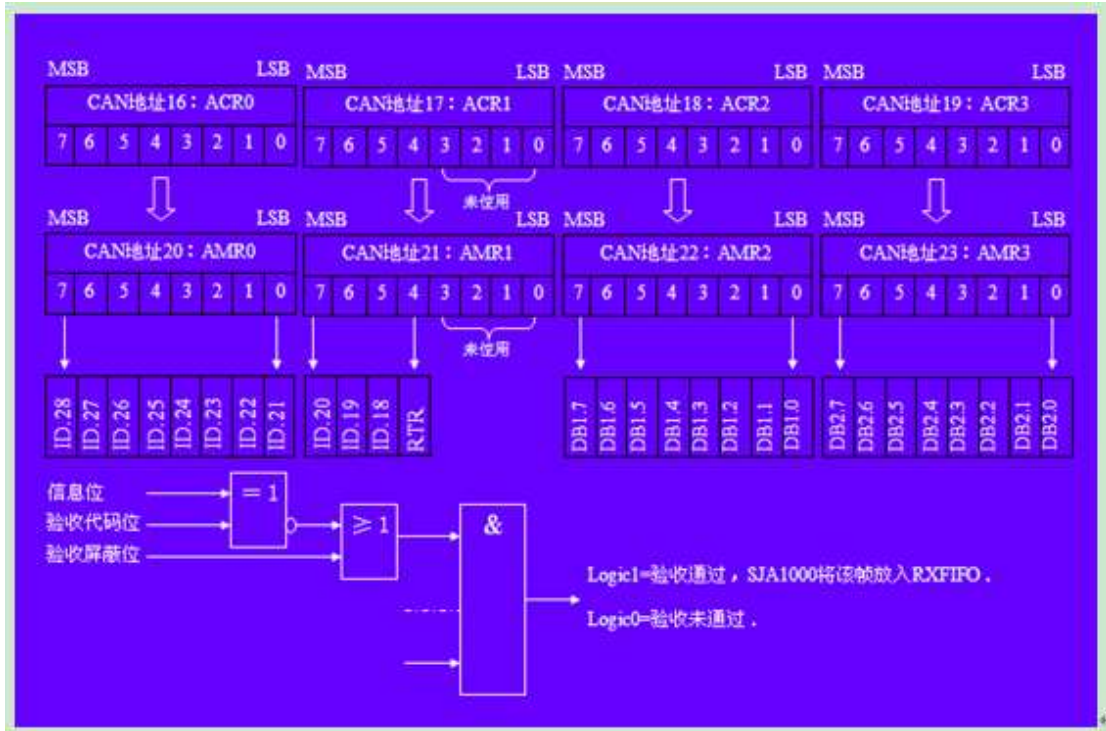 MSB LSB MSB LSB MSB LSB MSB LSB
CAN地址16：ACR0 CAN地址17：ACR1 CAN地址18：ACR2 CAN地址19：ACR3
7 6 5 4 3 2 1 0 7 6 5 4 3 2 1 0 7 6 5 4 3 2 1 0 7 6 5 4 3 2 1 0
未使用
MSB LSB MSB LSB MSB LSB MSB LSB
CAN地址20：AMR0 CAN地址21：AMR1 CAN地址22：AMR2 CAN地址23：AMR3
7 6 5 4 3 2 1 0 7 6 5 4 3 2 1 0 7 6 5 4 3 2 1 0 7 6 5 4 3 2 1 0
未使用
ID.28 ID.27 ID.26 ID.25 ID.24 ID.23 ID.22 ID.21 ID.20 ID.19 ID.18 RTR DB1.7 DB1.6 DB1.5 DB1.4 DB1.3 DB1.2 DB1.1 DB1.0 DB2.7 DB2.6 DB2.5 DB2.4 DB2.3 DB2.2 DB2.1 DB2.0
信息位
验收代码位
验收屏蔽位
=1
≥1
&
Logic1=验收通过，SJA1000将该帧放入RXFIFO．
Logic0=验收未通过．